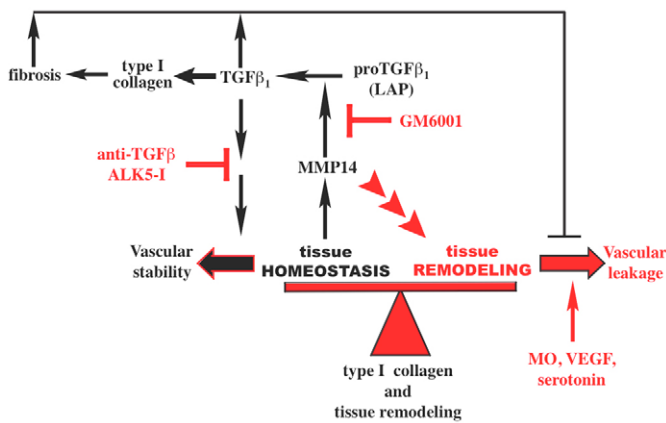 fibrosis
type I
collagen
TGFβ₁
proTGFβ₁
(LAP)
GM6001
anti-TGFβ
ALK5-I
MMP14
Vascular
stability
tissue
HOMEOSTASIS
tissue
REMODELING
Vascular
leakage
MO, VEGF,
serotonin
type I collagen
and
tissue remodeling